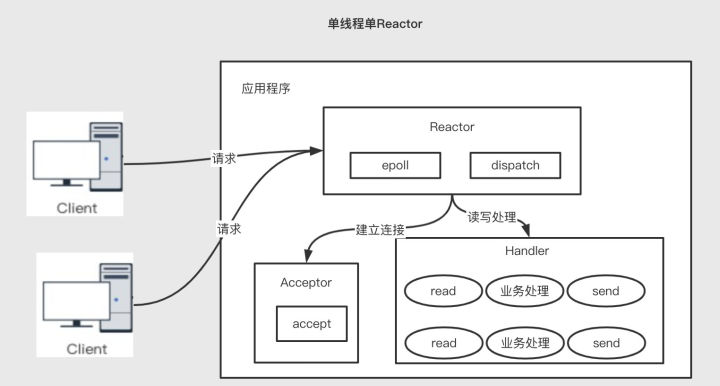 单线程单Reactor
应用程序
Reactor
epoll
dispatch
请求
Client
请求
Client
建立连接
读写处理
Acceptor
accept
Handler
read
业务处理
send
read
业务处理
send